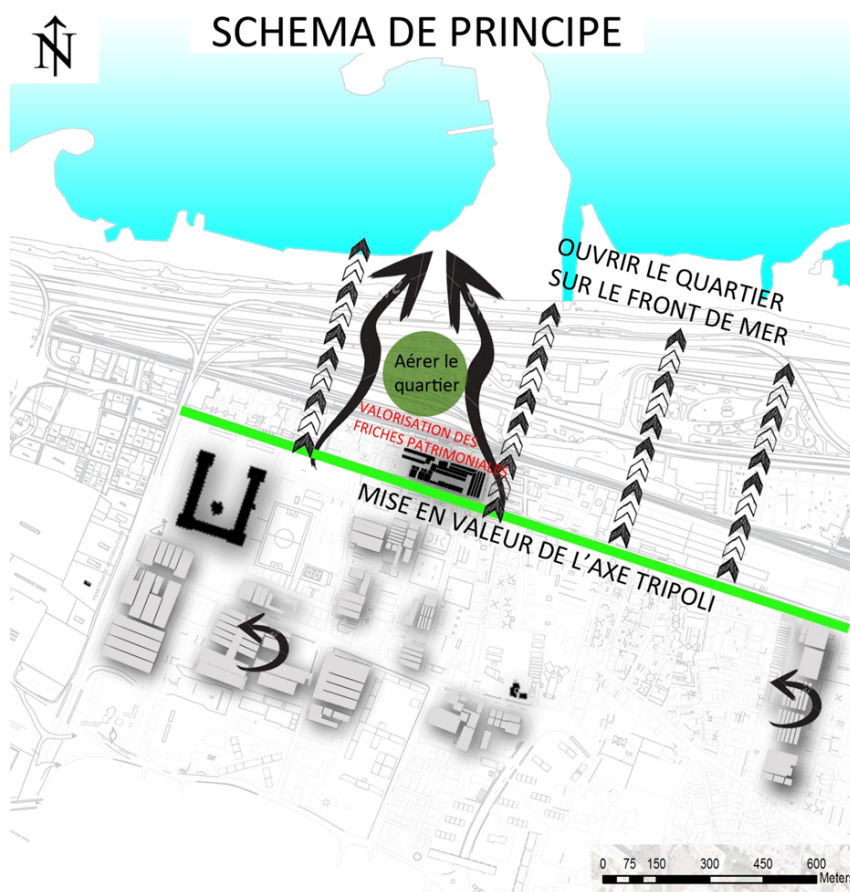 N
SCHEMA DE PRINCIPE
OUVRIR LE QUARTIER
SUR LE FRONT DE MER
Aérer le
quartier
VALORISATION DES
FRICHES PATRIMONIALES
MISE EN VALEUR DE L'AXE TRIPOLI
0 75 150 300 450 600
Meters